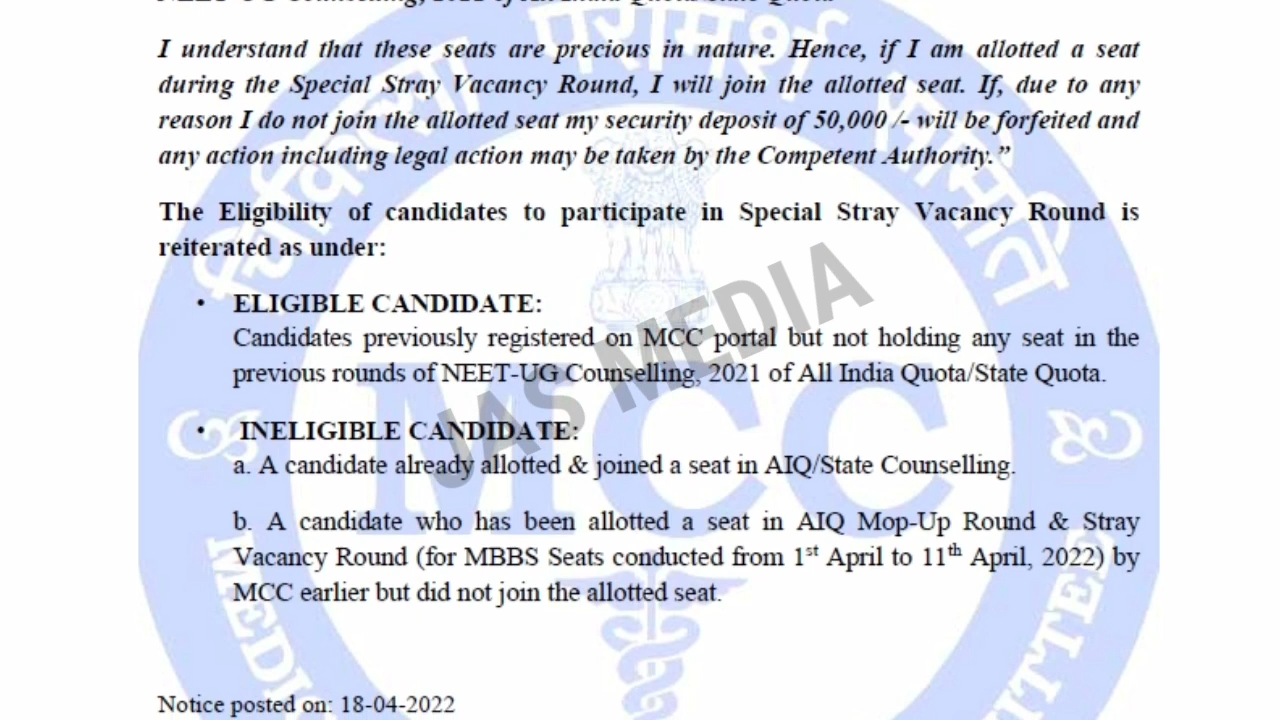 I understand that these seats are precious in nature. Hence, if I am allotted a seat
during the Special Stray Vacancy Round, I will join the allotted seat. If, due to any
reason I do not join the allotted seat my security deposit of 50,000 /- will be forfeited and
any action including legal action may be taken by the Competent Authority.”
The Eligibility of candidates to participate in Special Stray Vacancy Round is
reiterated as under:
• ELIGIBLE CANDIDATE:
Candidates previously registered on MCC portal but not holding any seat in the
previous rounds of NEET-UG Counselling, 2021 of All India Quota/State Quota.
• INELIGIBLE CANDIDATE:
a. A candidate already allotted & joined a seat in AIQ/State Counselling.
b. A candidate who has been allotted a seat in AIQ Mop-Up Round & Stray
Vacancy Round (for MBBS Seats conducted from 1st April to 11th April, 2022) by
MCC earlier but did not join the allotted seat.
Notice posted on: 18-04-2022
JAS MEDIA
MCC
चिकित्सा परामर्श समिति